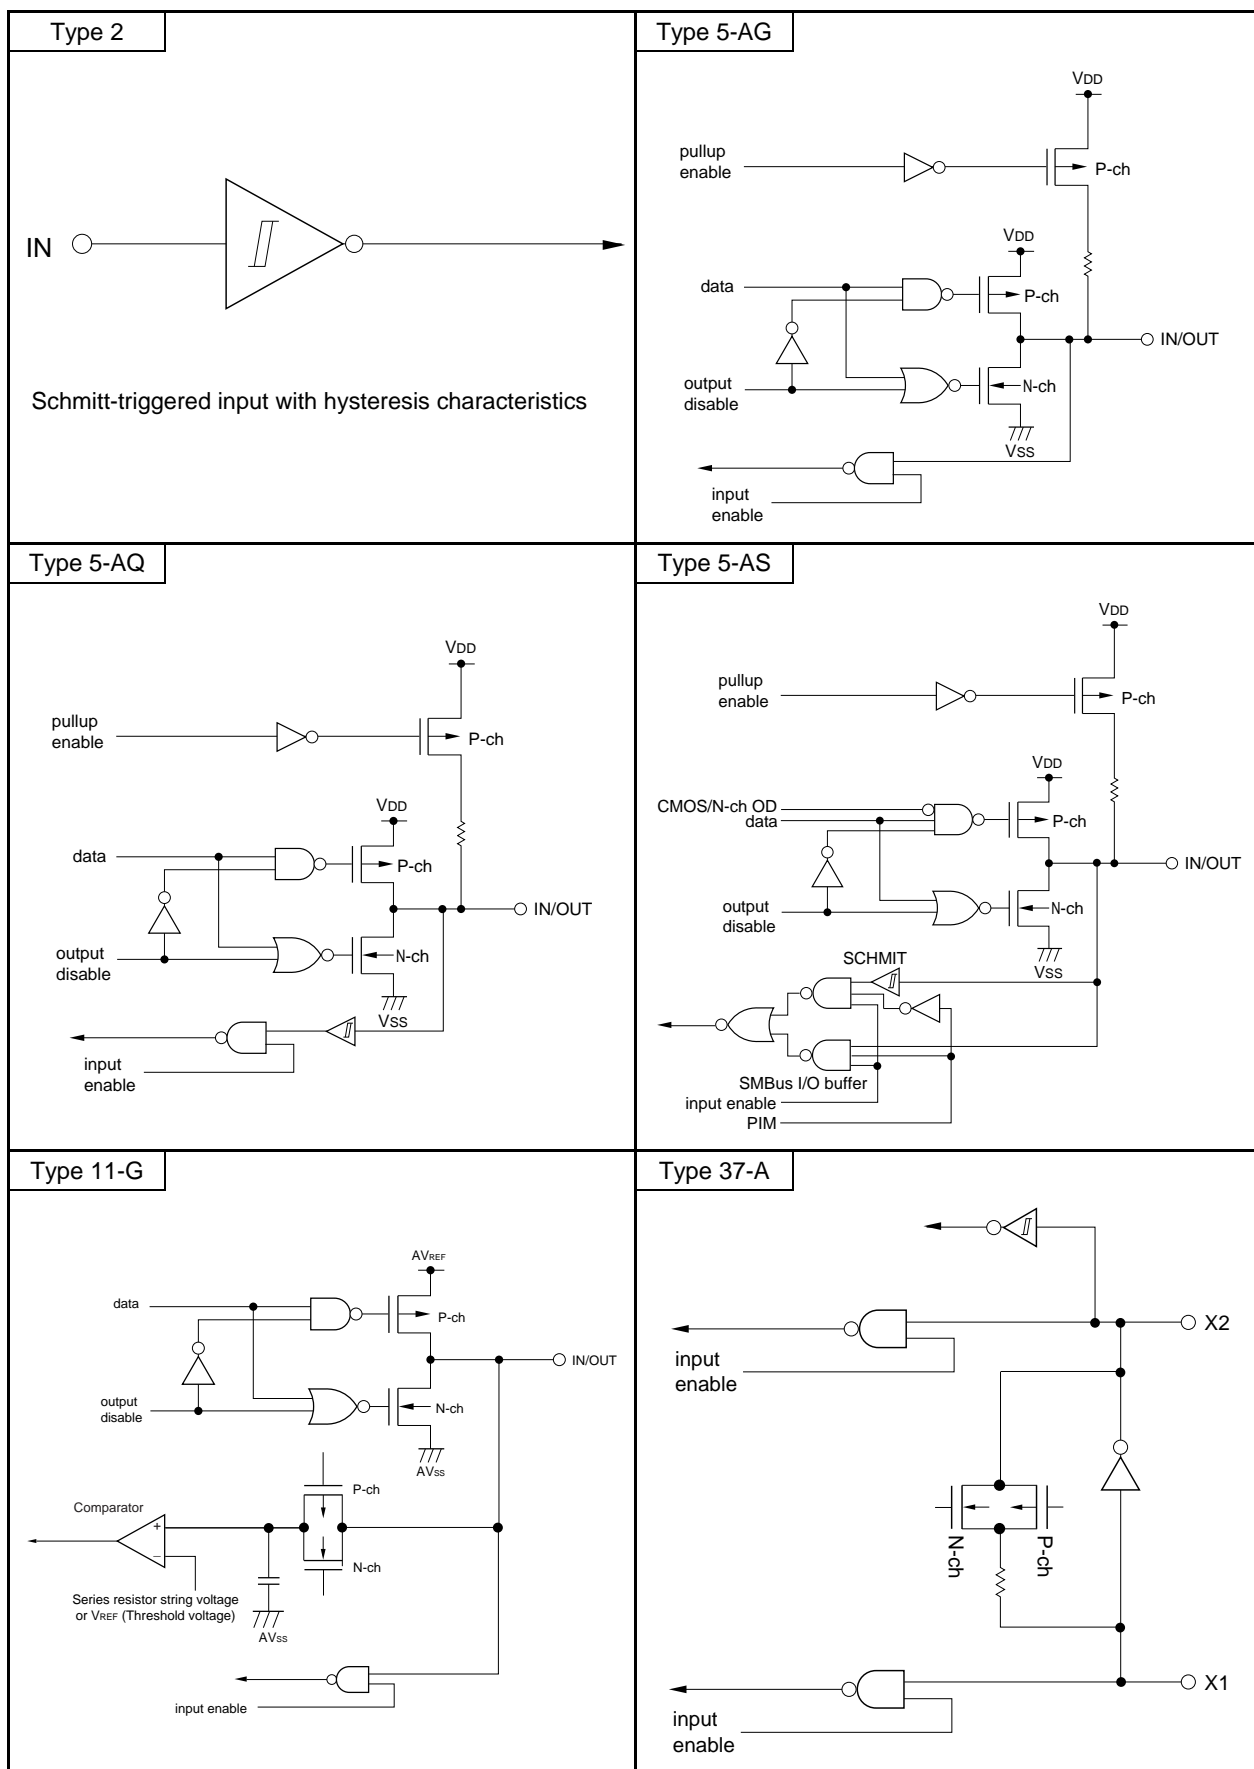 Type 2
IN
Schmitt-triggered input with hysteresis characteristics
Type 5-AG
VDD
pullup
enable
P-ch
VDD
data
P-ch
IN/OUT
output
disable
N-ch
VSS
input
enable
Type 5-AQ
VDD
pullup
enable
P-ch
VDD
data
P-ch
IN/OUT
output
disable
N-ch
VSS
input
enable
Type 5-AS
VDD
pullup
enable
P-ch
VDD
CMOS/N-ch OD
data
P-ch
IN/OUT
output
disable
N-ch
SCHMIT
VSS
SMBus I/O buffer
input enable
PIM
Type 11-G
AVREF
data
P-ch
IN/OUT
output
disable
N-ch
AVSS
P-ch
Comparator
+
−
N-ch
Series resistor string voltage
or VREF (Threshold voltage)
AVSS
input enable
Type 37-A
X2
input
enable
N-ch
P-ch
X1
input
enable